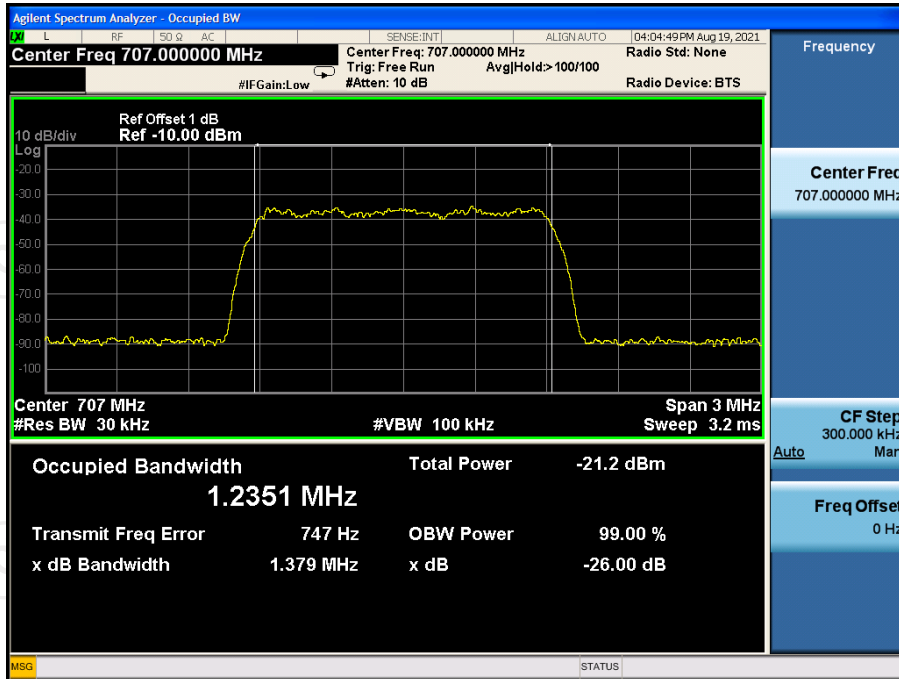 Agilent Spectrum Analyzer - Occupied BW
LXI L RF 50 Ω AC SENSE:INT ALIGN AUTO 04:04:49 PM Aug 19, 2021
Center Freq 707.000000 MHz
Center Freq: 707.000000 MHz Radio Std: None
Trig: Free Run Avg|Hold:> 100/100
#IFGain:Low #Atten: 10 dB Radio Device: BTS
Ref Offset 1 dB
10 dB/div Ref -10.00 dBm
Log
-20.0
-30.0
-40.0
-50.0
-60.0
-70.0
-80.0
-90.0
-100
Center 707 MHz Span 3 MHz
#Res BW 30 kHz #VBW 100 kHz Sweep 3.2 ms
Occupied Bandwidth Total Power -21.2 dBm
1.2351 MHz
Transmit Freq Error 747 Hz OBW Power 99.00 %
x dB Bandwidth 1.379 MHz x dB -26.00 dB
MSG STATUS
Frequency
Center Freq
707.000000 MHz
CF Step
300.000 kHz
Auto Man
Freq Offset
0 Hz